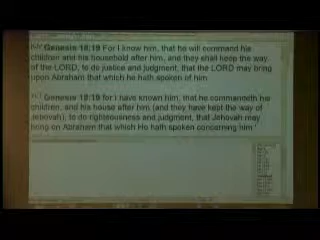 Genesis 18:19 For I know him, that he will command his
children and his household after him, and they shall keep the way
of the LORD, to do justice and judgment; that the LORD may bring
upon Abraham that which he hath spoken of him.
Genesis 18:19 for I have known him, that he commandeth his
children, and his house after him (and they have kept the way of
Jehovah), to do righteousness and judgment, that Jehovah may
bring on Abraham that which He hath spoken concerning him.'